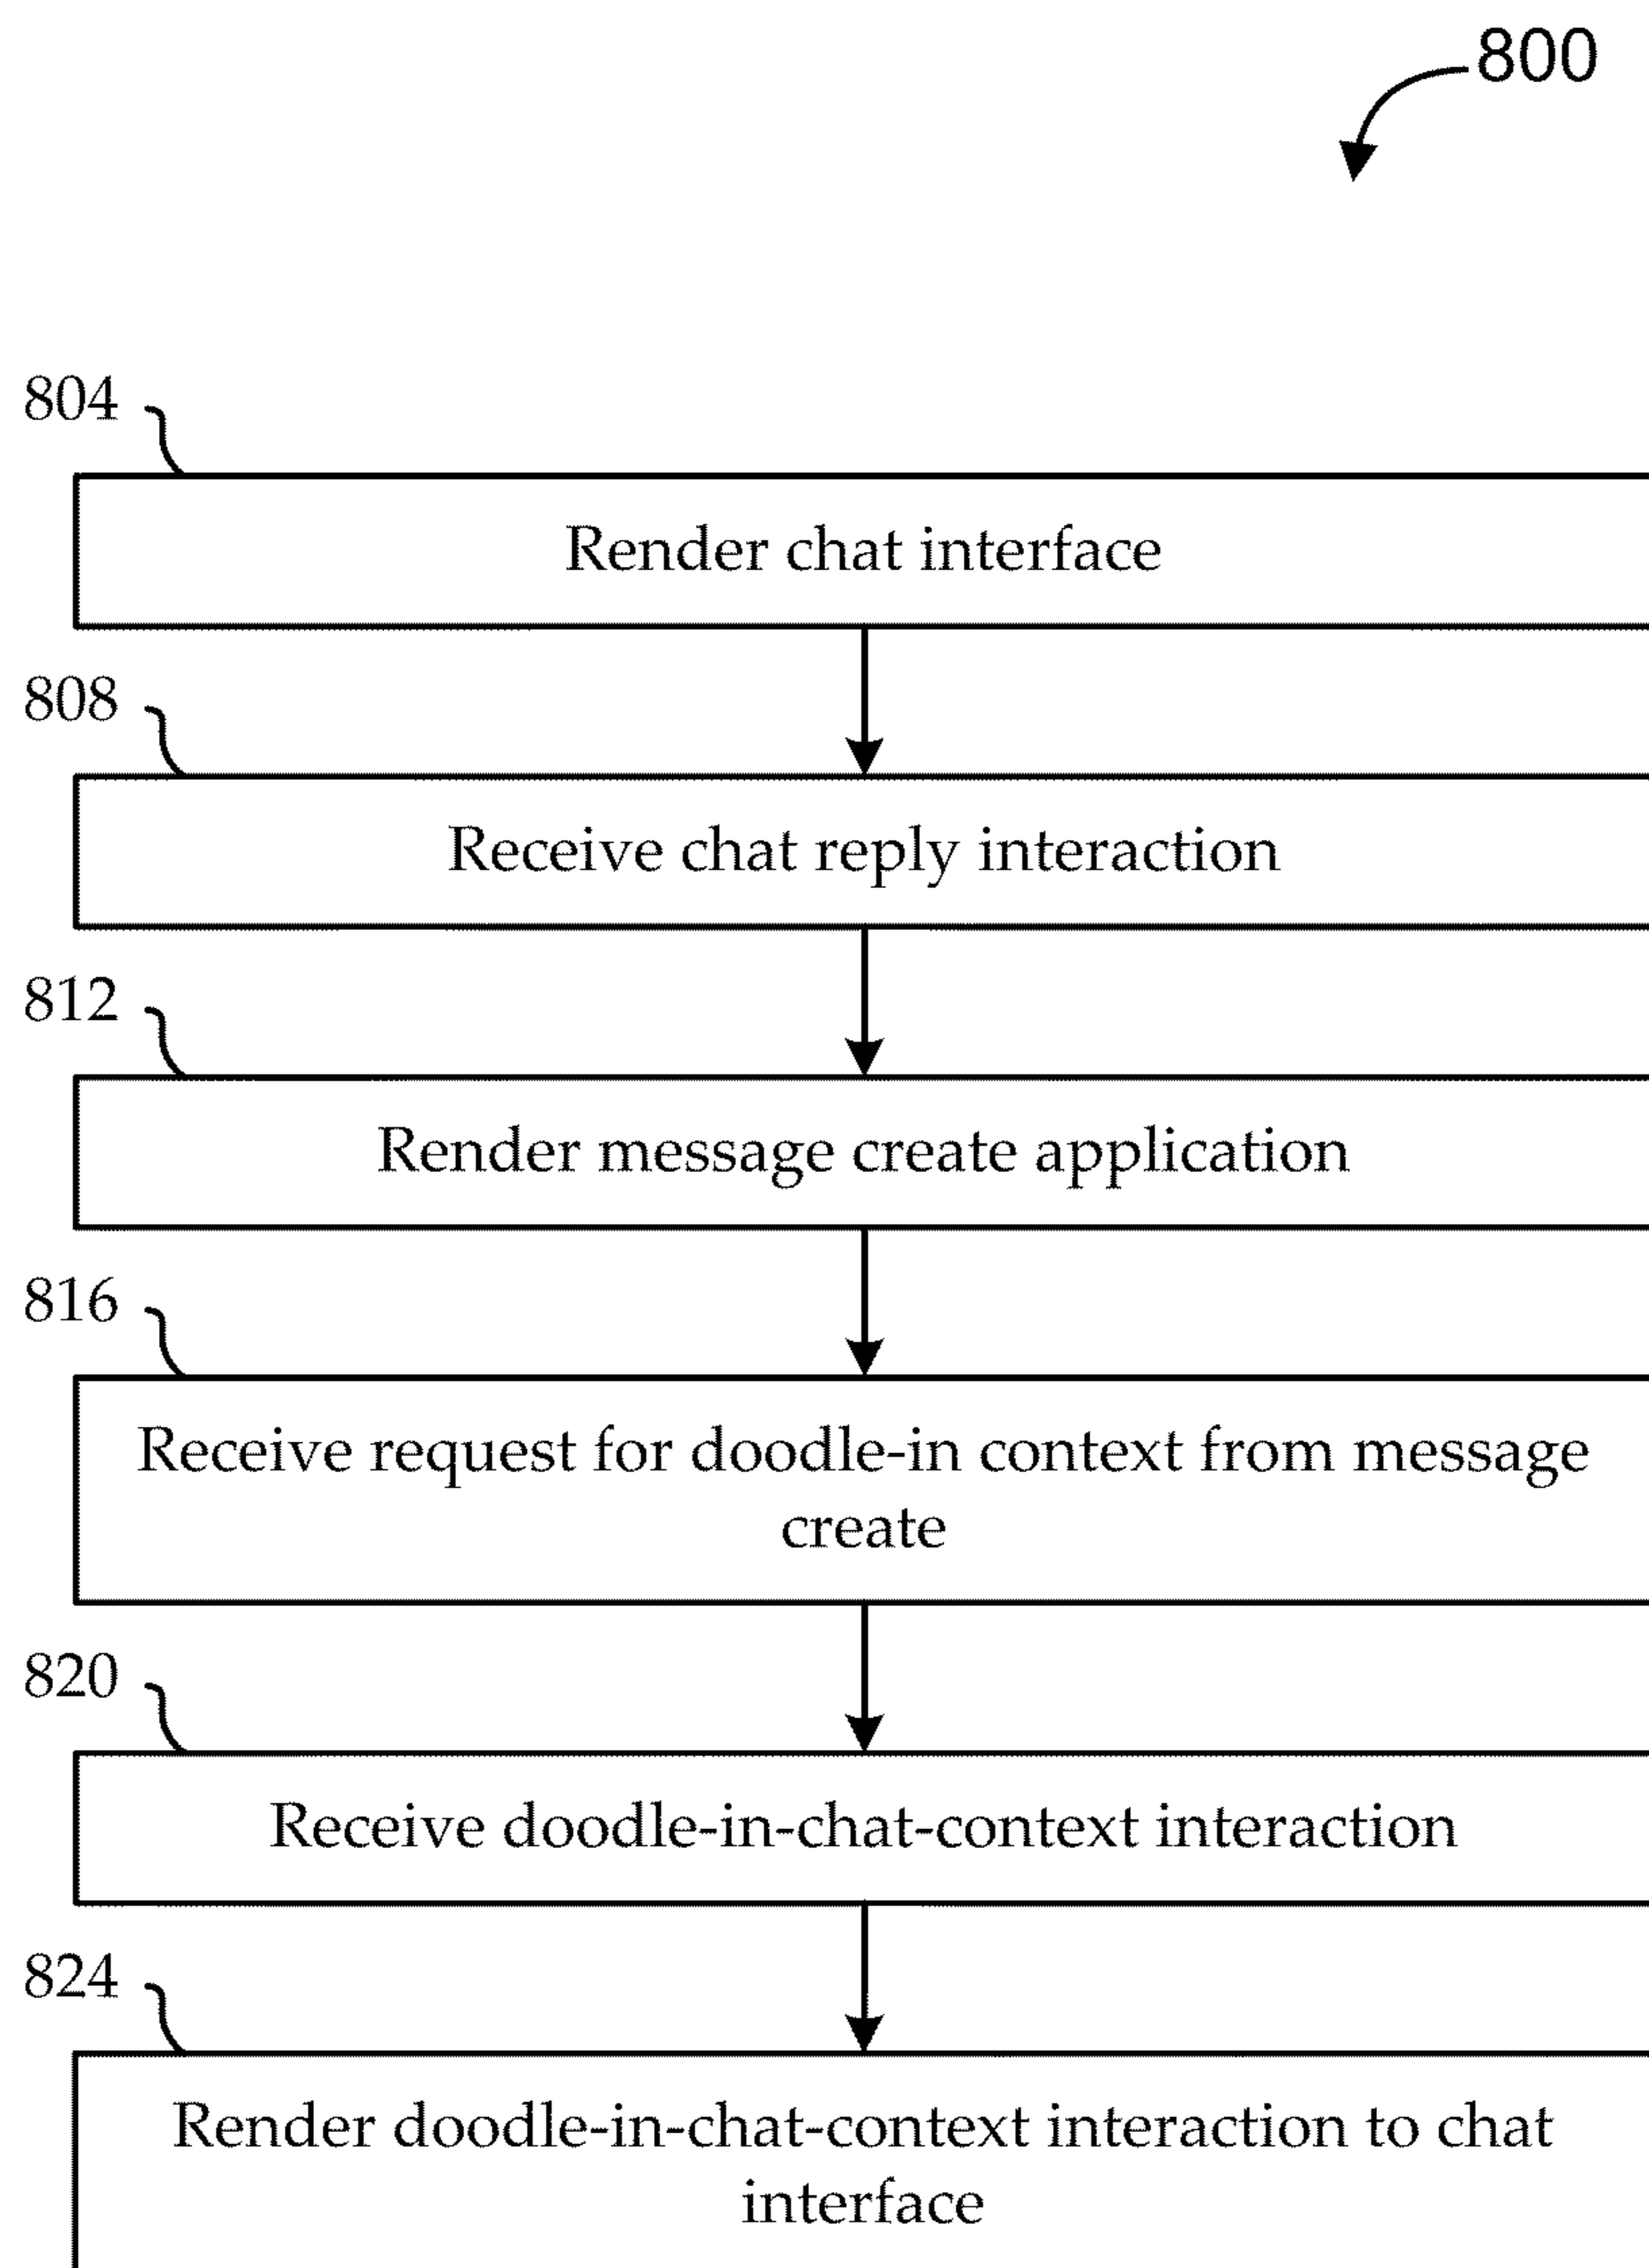 800
804
Render chat interface
808
Receive chat reply interaction
812
Render message create application
816
Receive request for doodle-in context from message
create
820
Receive doodle-in-chat-context interaction
824
Render doodle-in-chat-context interaction to chat
interface